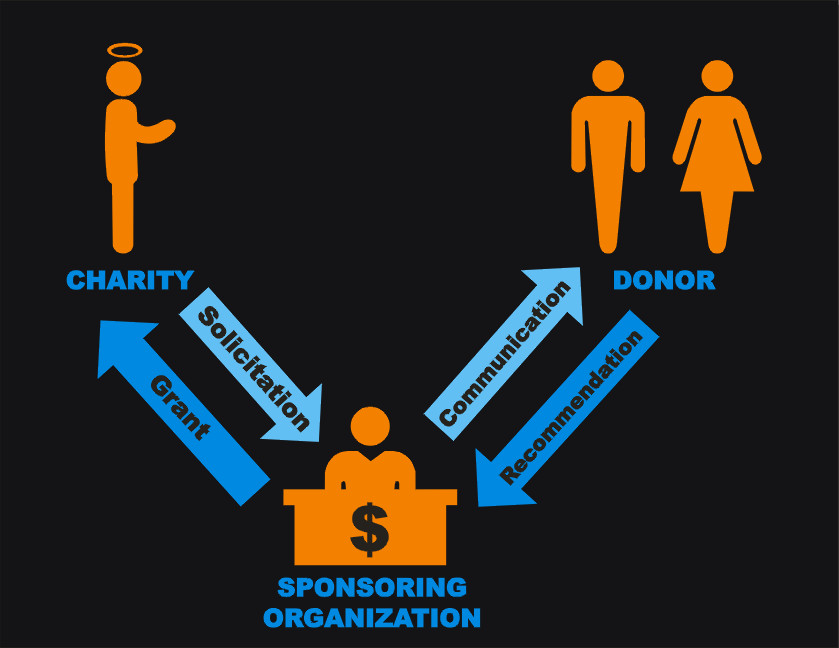 CHARITY
DONOR
Solicitation
Grant
Communication
Recommendation
$
SPONSORING
ORGANIZATION